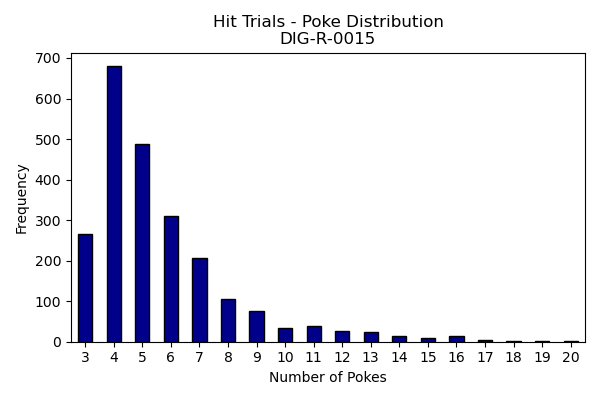 Hit Trials - Poke Distribution
DIG-R-0015
700
600
500
400
300
200
100
0
Frequency
3 4 5 6 7 8 9 10 11 12 13 14 15 16 17 18 19 20
Number of Pokes